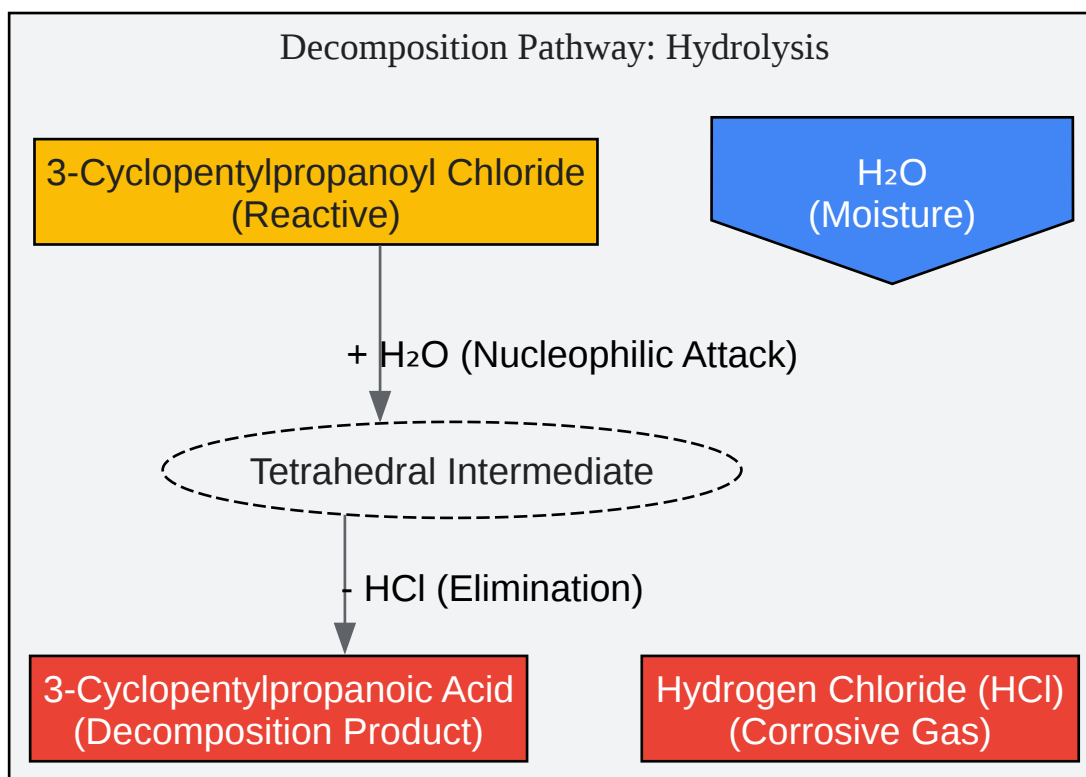 Decomposition Pathway: Hydrolysis
3-Cyclopentylpropanoyl Chloride
(Reactive)
H₂O
(Moisture)
+ H₂O (Nucleophilic Attack)
Tetrahedral Intermediate
- HCl (Elimination)
3-Cyclopentylpropanoic Acid
(Decomposition Product)
Hydrogen Chloride (HCl)
(Corrosive Gas)